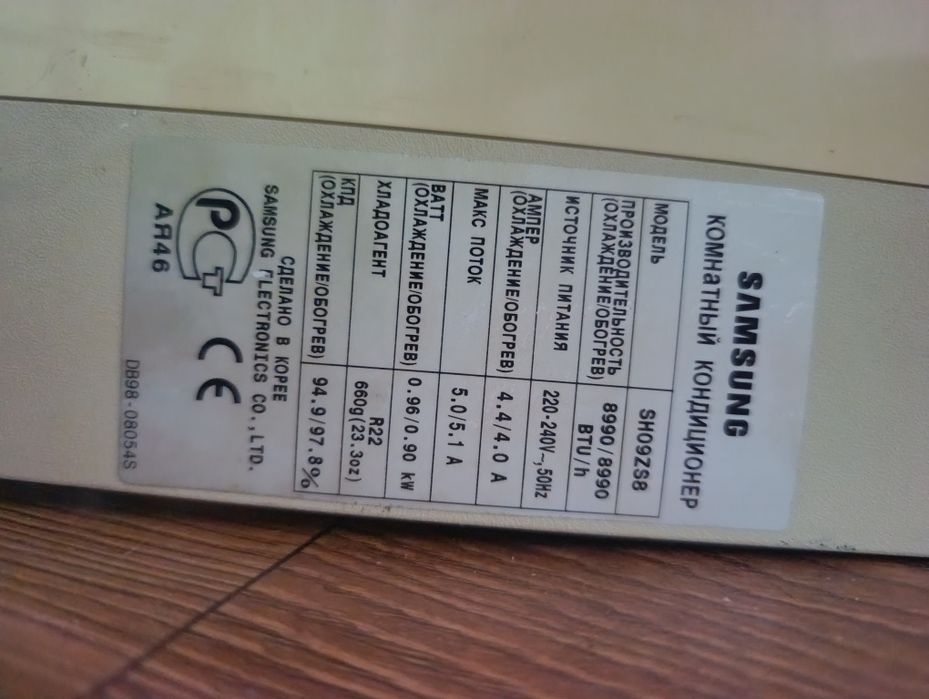 SAMSUNG
КОМНАТНЫЙ КОНДИЦИОНЕР
МОДЕЛЬ SH09ZS8
ПРОИЗВОДИТЕЛЬНОСТЬ 8990/8990
(ОХЛАЖДЕНИЕ/ОБОГРЕВ) BTU/h
ИСТОЧНИК ПИТАНИЯ 220-240V~,50Hz
АМПЕР
(ОХЛАЖДЕНИЕ/ОБОГРЕВ) 4.4/4.0 A
МАКС ПОТОК 5.0/5.1 A
ВАТТ
(ОХЛАЖДЕНИЕ/ОБОГРЕВ) 0.96/0.90 kW
ХЛАДОАГЕНТ R22
660g(23.3oz)
КПД
(ОХЛАЖДЕНИЕ/ОБОГРЕВ) 94.9/97.8%
СДЕЛАНО В КОРЕЕ
SAMSUNG ELECTRONICS CO.,LTD.
РСТ CE
АЯ46
DB98-08054S